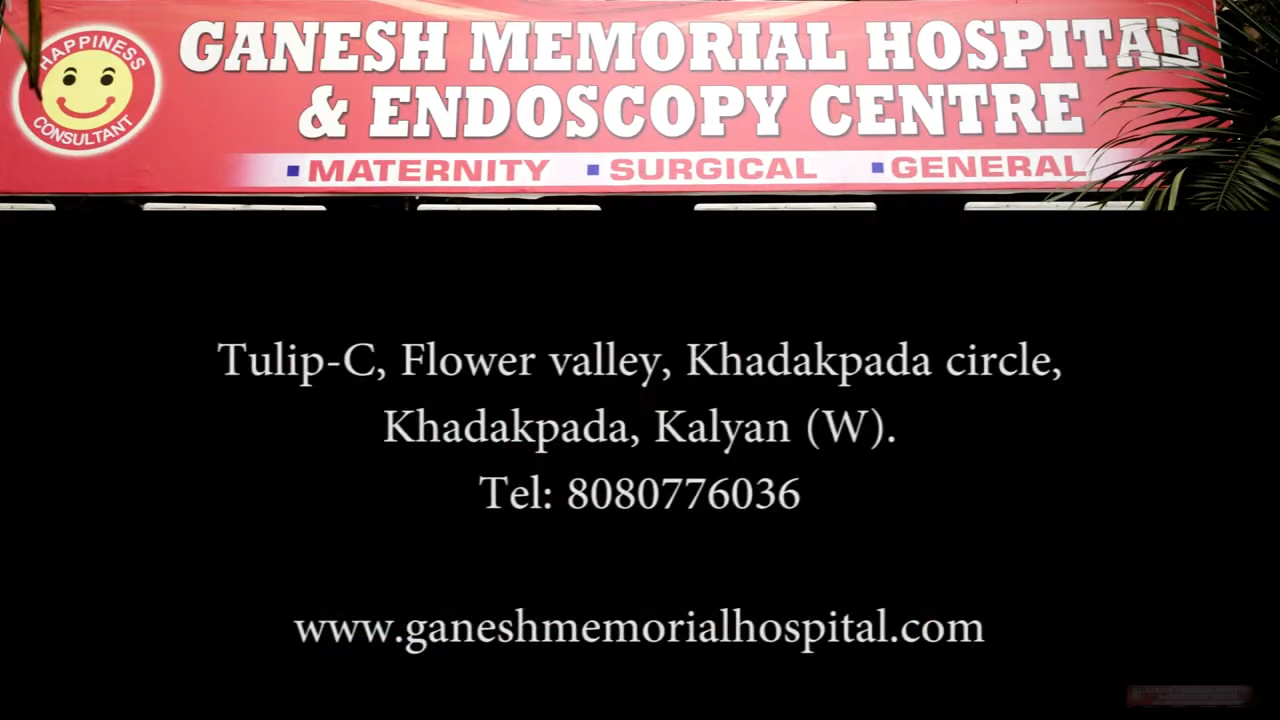 HAPPINESS
CONSULTANT
GANESH MEMORIAL HOSPITAL
& ENDOSCOPY CENTRE
MATERNITY SURGICAL GENERAL
Tulip-C, Flower valley, Khadakpada circle,
Khadakpada, Kalyan (W).
Tel: 8080776036
www.ganeshmemorialhospital.com